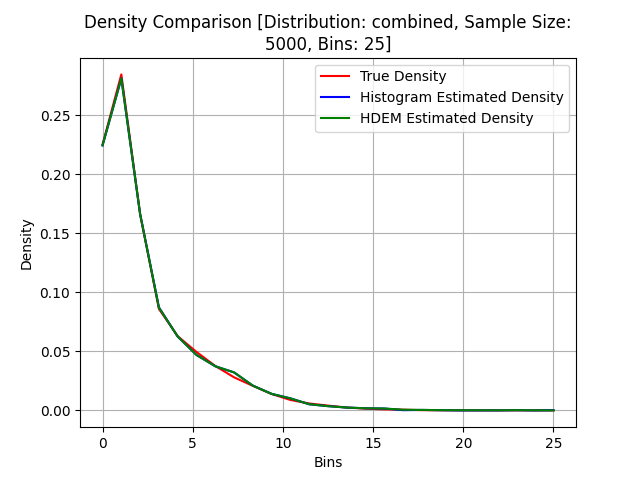 Density Comparison [Distribution: combined, Sample Size:
5000, Bins: 25]
True Density
Histogram Estimated Density
HDEM Estimated Density
Density
0.25
0.20
0.15
0.10
0.05
0.00
0 5 10 15 20 25
Bins